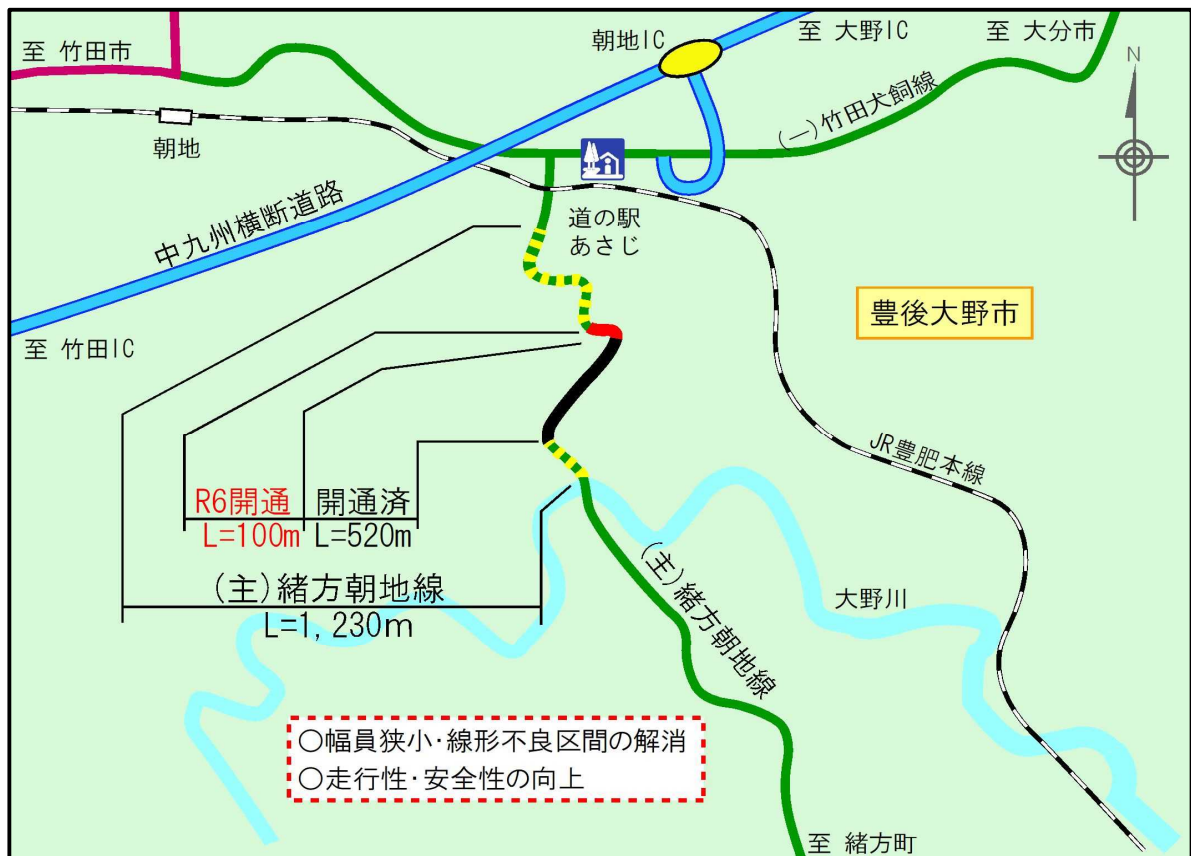 至 竹田市
朝地IC
至 大野IC
至 大分市
N
(一)竹田犬飼線
朝地
中九州横断道路
道の駅
あさじ
豊後大野市
至 竹田IC
JR豊肥本線
R6開通
L=100m
開通済
L=520m
(主)緒方朝地線
L=1,230m
大野川
(主)緒方朝地線
○幅員狭小・線形不良区間の解消
○走行性・安全性の向上
至 緒方町